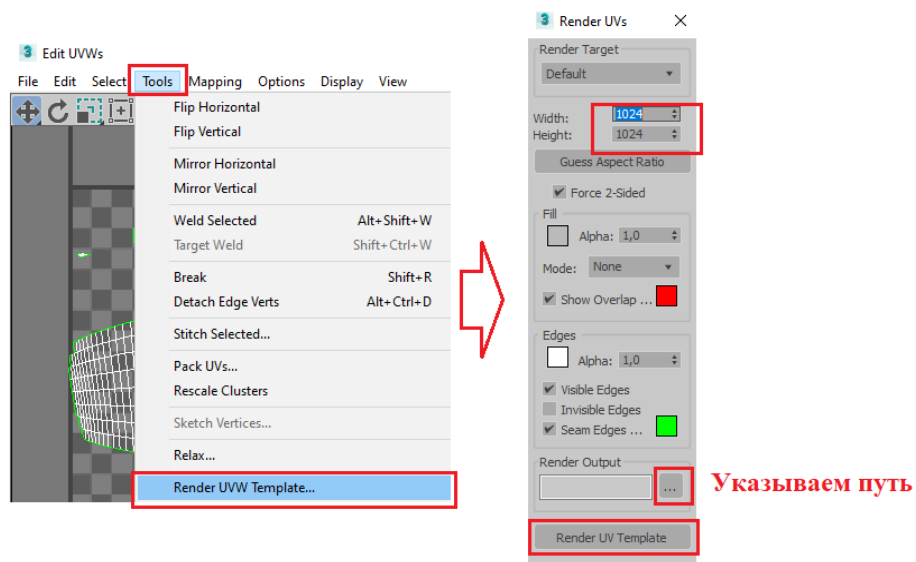 Edit UVWs
File Edit Select Tools Mapping Options Display View
Flip Horizontal
Flip Vertical
Mirror Horizontal
Mirror Vertical
Weld Selected Alt+Shift+W
Target Weld Shift+Ctrl+W
Break Shift+R
Detach Edge Verts Alt+Ctrl+D
Stitch Selected...
Pack UVs...
Rescale Clusters
Sketch Vertices...
Relax...
Render UVW Template...
Render UVs
Render Target
Default
Width: 1024
Height: 1024
Guess Aspect Ratio
Force 2-Sided
Fill
Alpha: 1,0
Mode: None
Show Overlap ...
Edges
Alpha: 1,0
Visible Edges
Invisible Edges
Seam Edges ...
Render Output
...
Указываем путь
Render UV Template